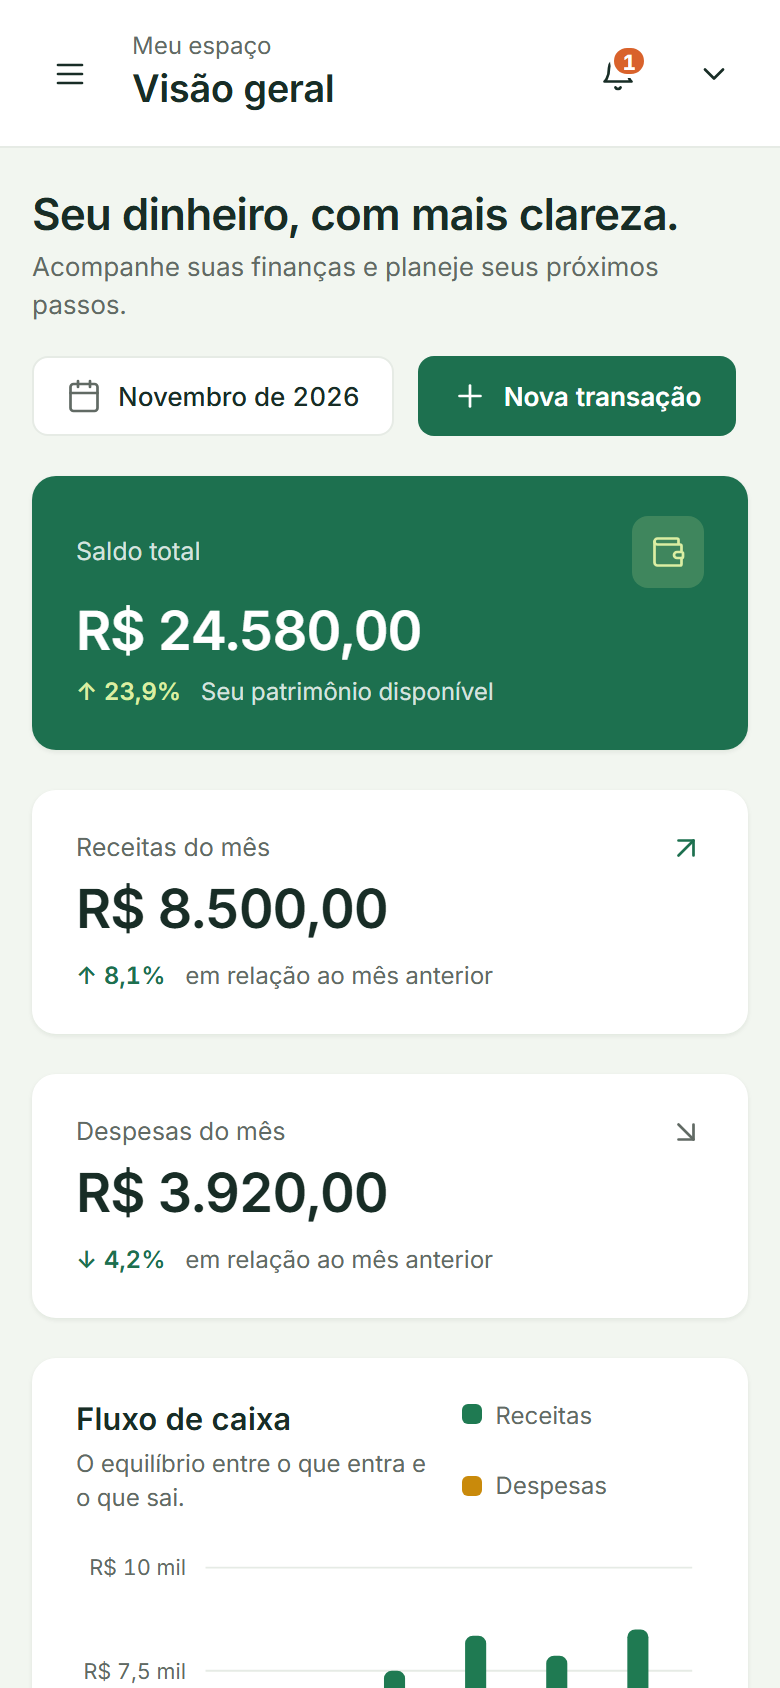 Meu espaço
Visão geral
1
Seu dinheiro, com mais clareza.
Acompanhe suas finanças e planeje seus próximos
passos.
Novembro de 2026
Nova transação
Saldo total
R$ 24.580,00
↑ 23,9% Seu patrimônio disponível
Receitas do mês
R$ 8.500,00
↑ 8,1% em relação ao mês anterior
Despesas do mês
R$ 3.920,00
↓ 4,2% em relação ao mês anterior
Fluxo de caixa
O equilíbrio entre o que entra e
o que sai.
Receitas
Despesas
R$ 10 mil
R$ 7,5 mil